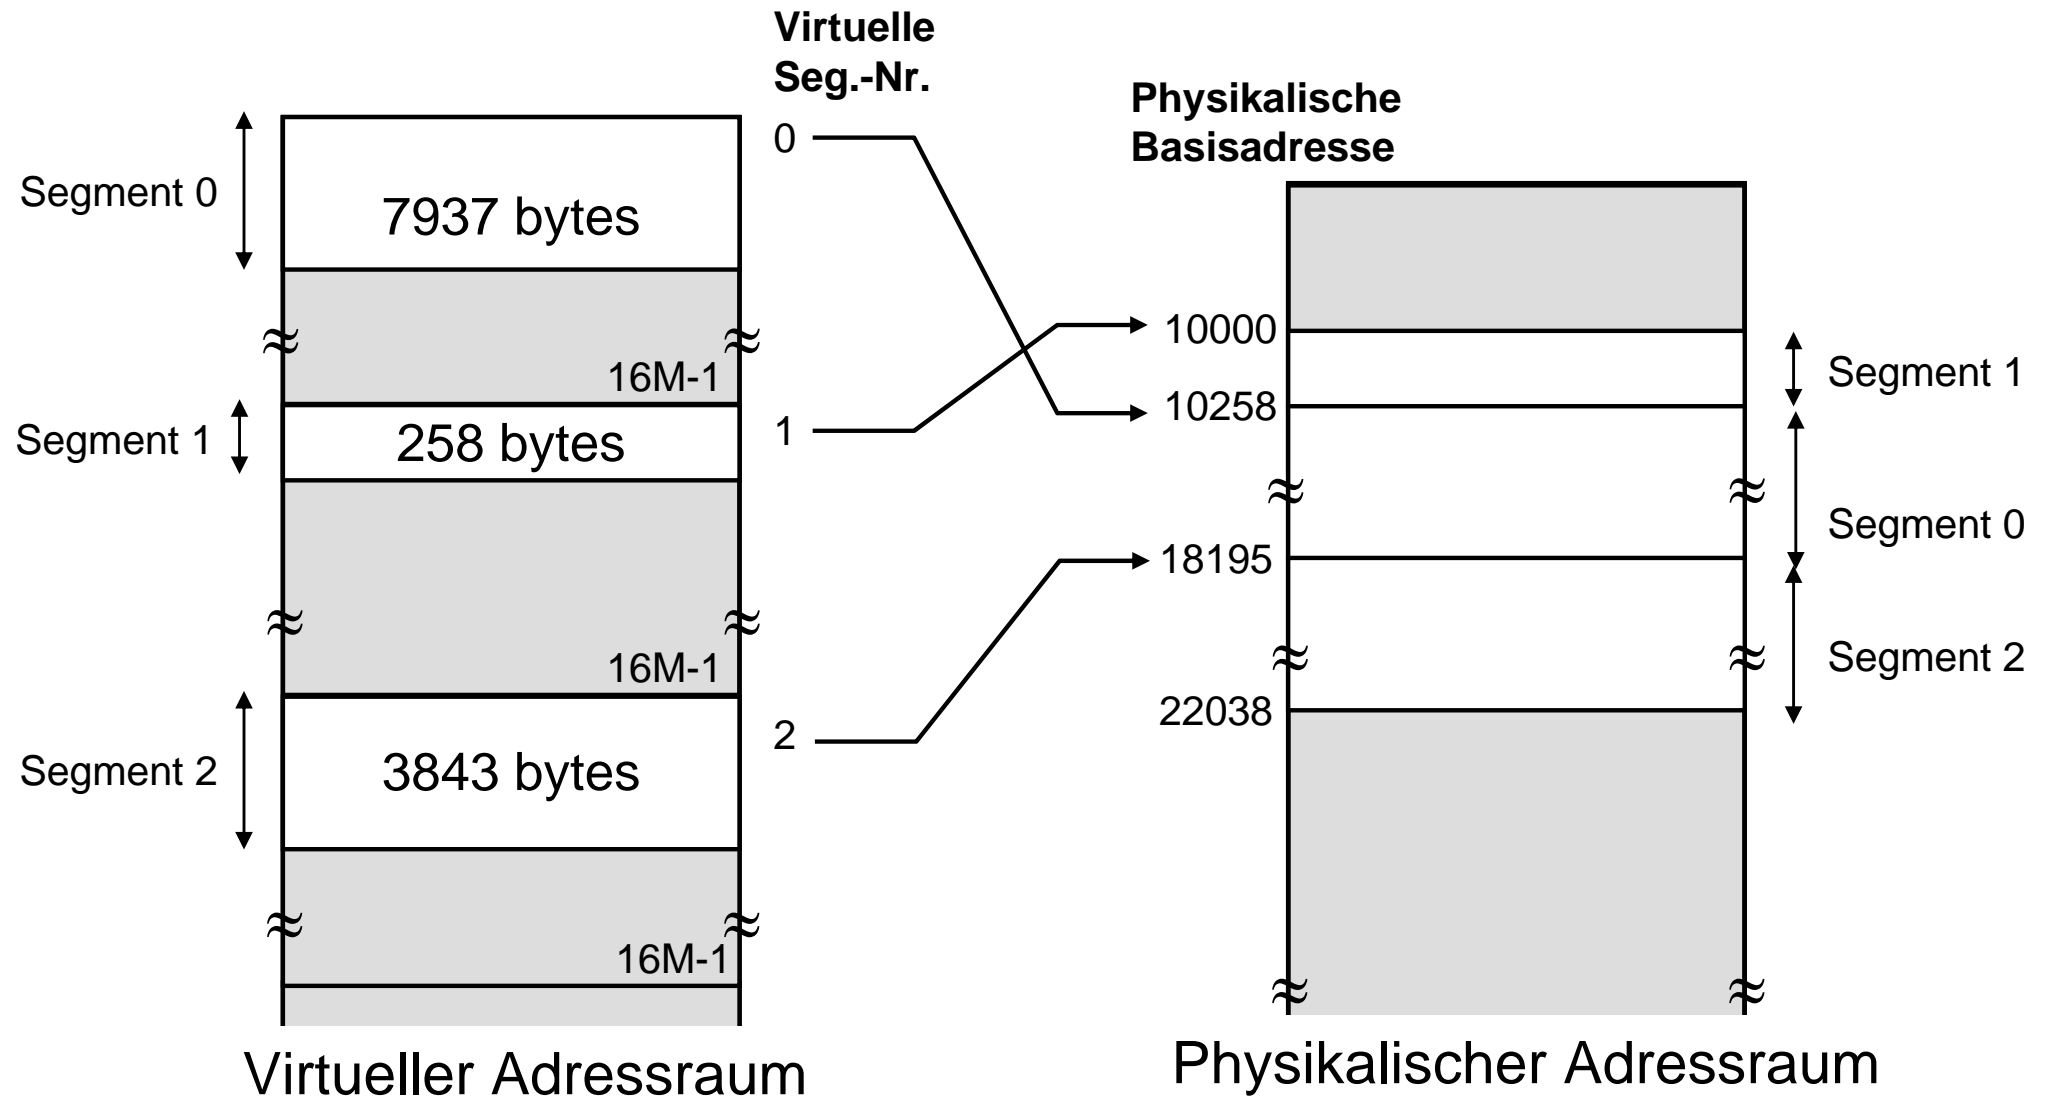 Virtuelle
Seg.-Nr.
Physikalische
Basisadresse
0
Segment 0
7937 bytes
10000
16M-1
Segment 1
10258
1
Segment 1
258 bytes
Segment 0
18195
16M-1
Segment 2
22038
2
Segment 2
3843 bytes
16M-1
Virtueller Adressraum
Physikalischer Adressraum